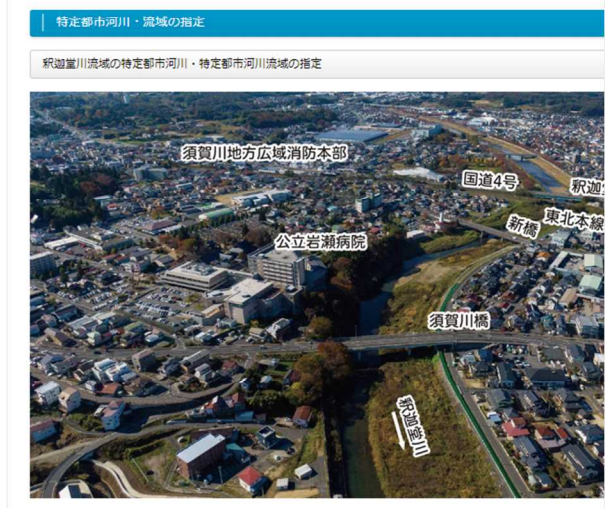 特定都市河川・流域の指定
釈迦堂川流域の特定都市河川・特定都市河川流域の指定
須賀川地方広域消防本部
国道4号
釈迦
東北本線
新橋
公立岩瀬病院
須賀川橋
釈迦堂川